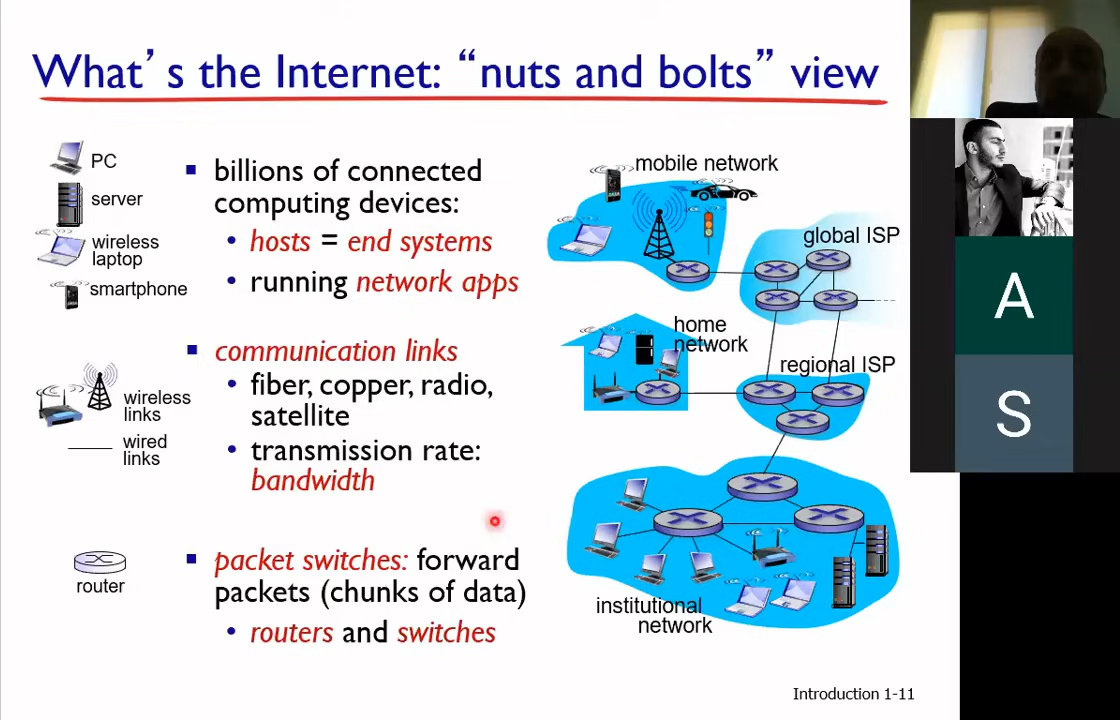 What's the Internet: “nuts and bolts” view
PC
server
wireless
laptop
smartphone
wireless
links
wired
links
router
▪ billions of connected
computing devices:
• hosts = end systems
• running network apps
▪ communication links
• fiber, copper, radio,
satellite
• transmission rate:
bandwidth
▪ packet switches: forward
packets (chunks of data)
• routers and switches
mobile network
global ISP
home
network
regional ISP
institutional
network
Introduction 1-11
A
S